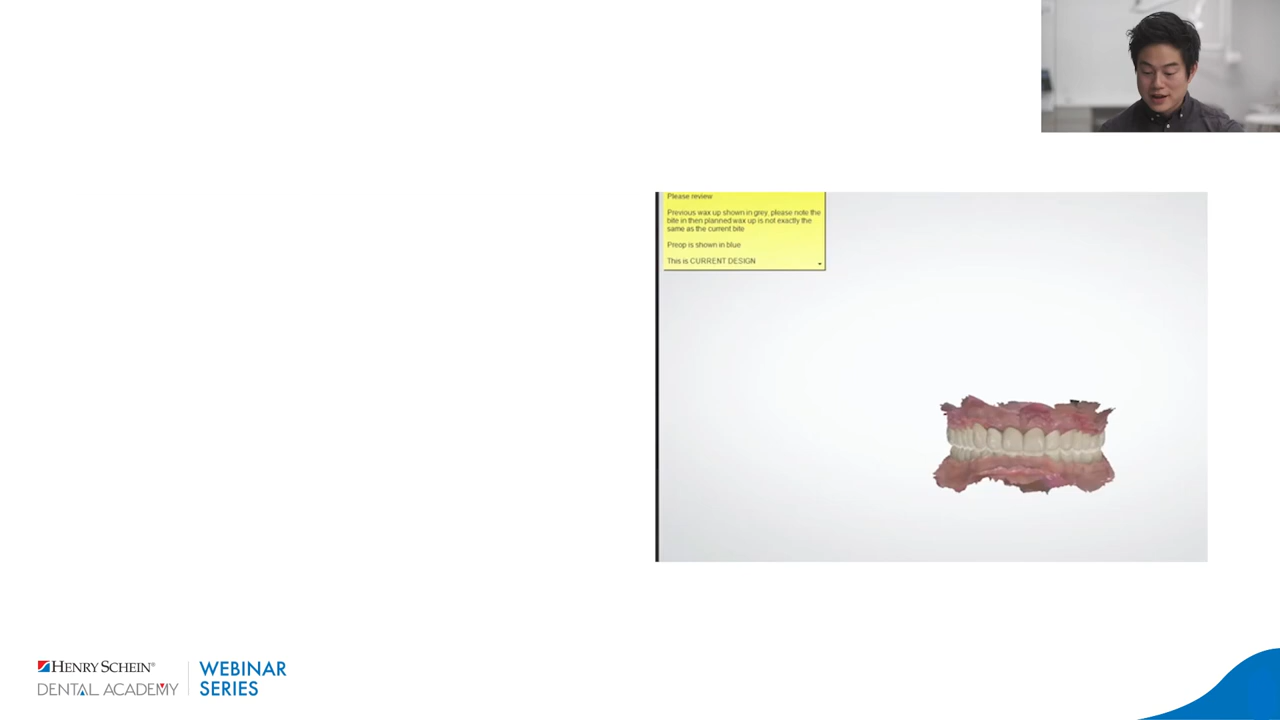 Please review
Previous wax up shown in grey, please note the
bite in then planned wax up is not exactly the
same as the current bite
Preop is shown in blue
This is CURRENT DESIGN
HENRY SCHEIN®
DENTAL ACADEMY
WEBINAR
SERIES